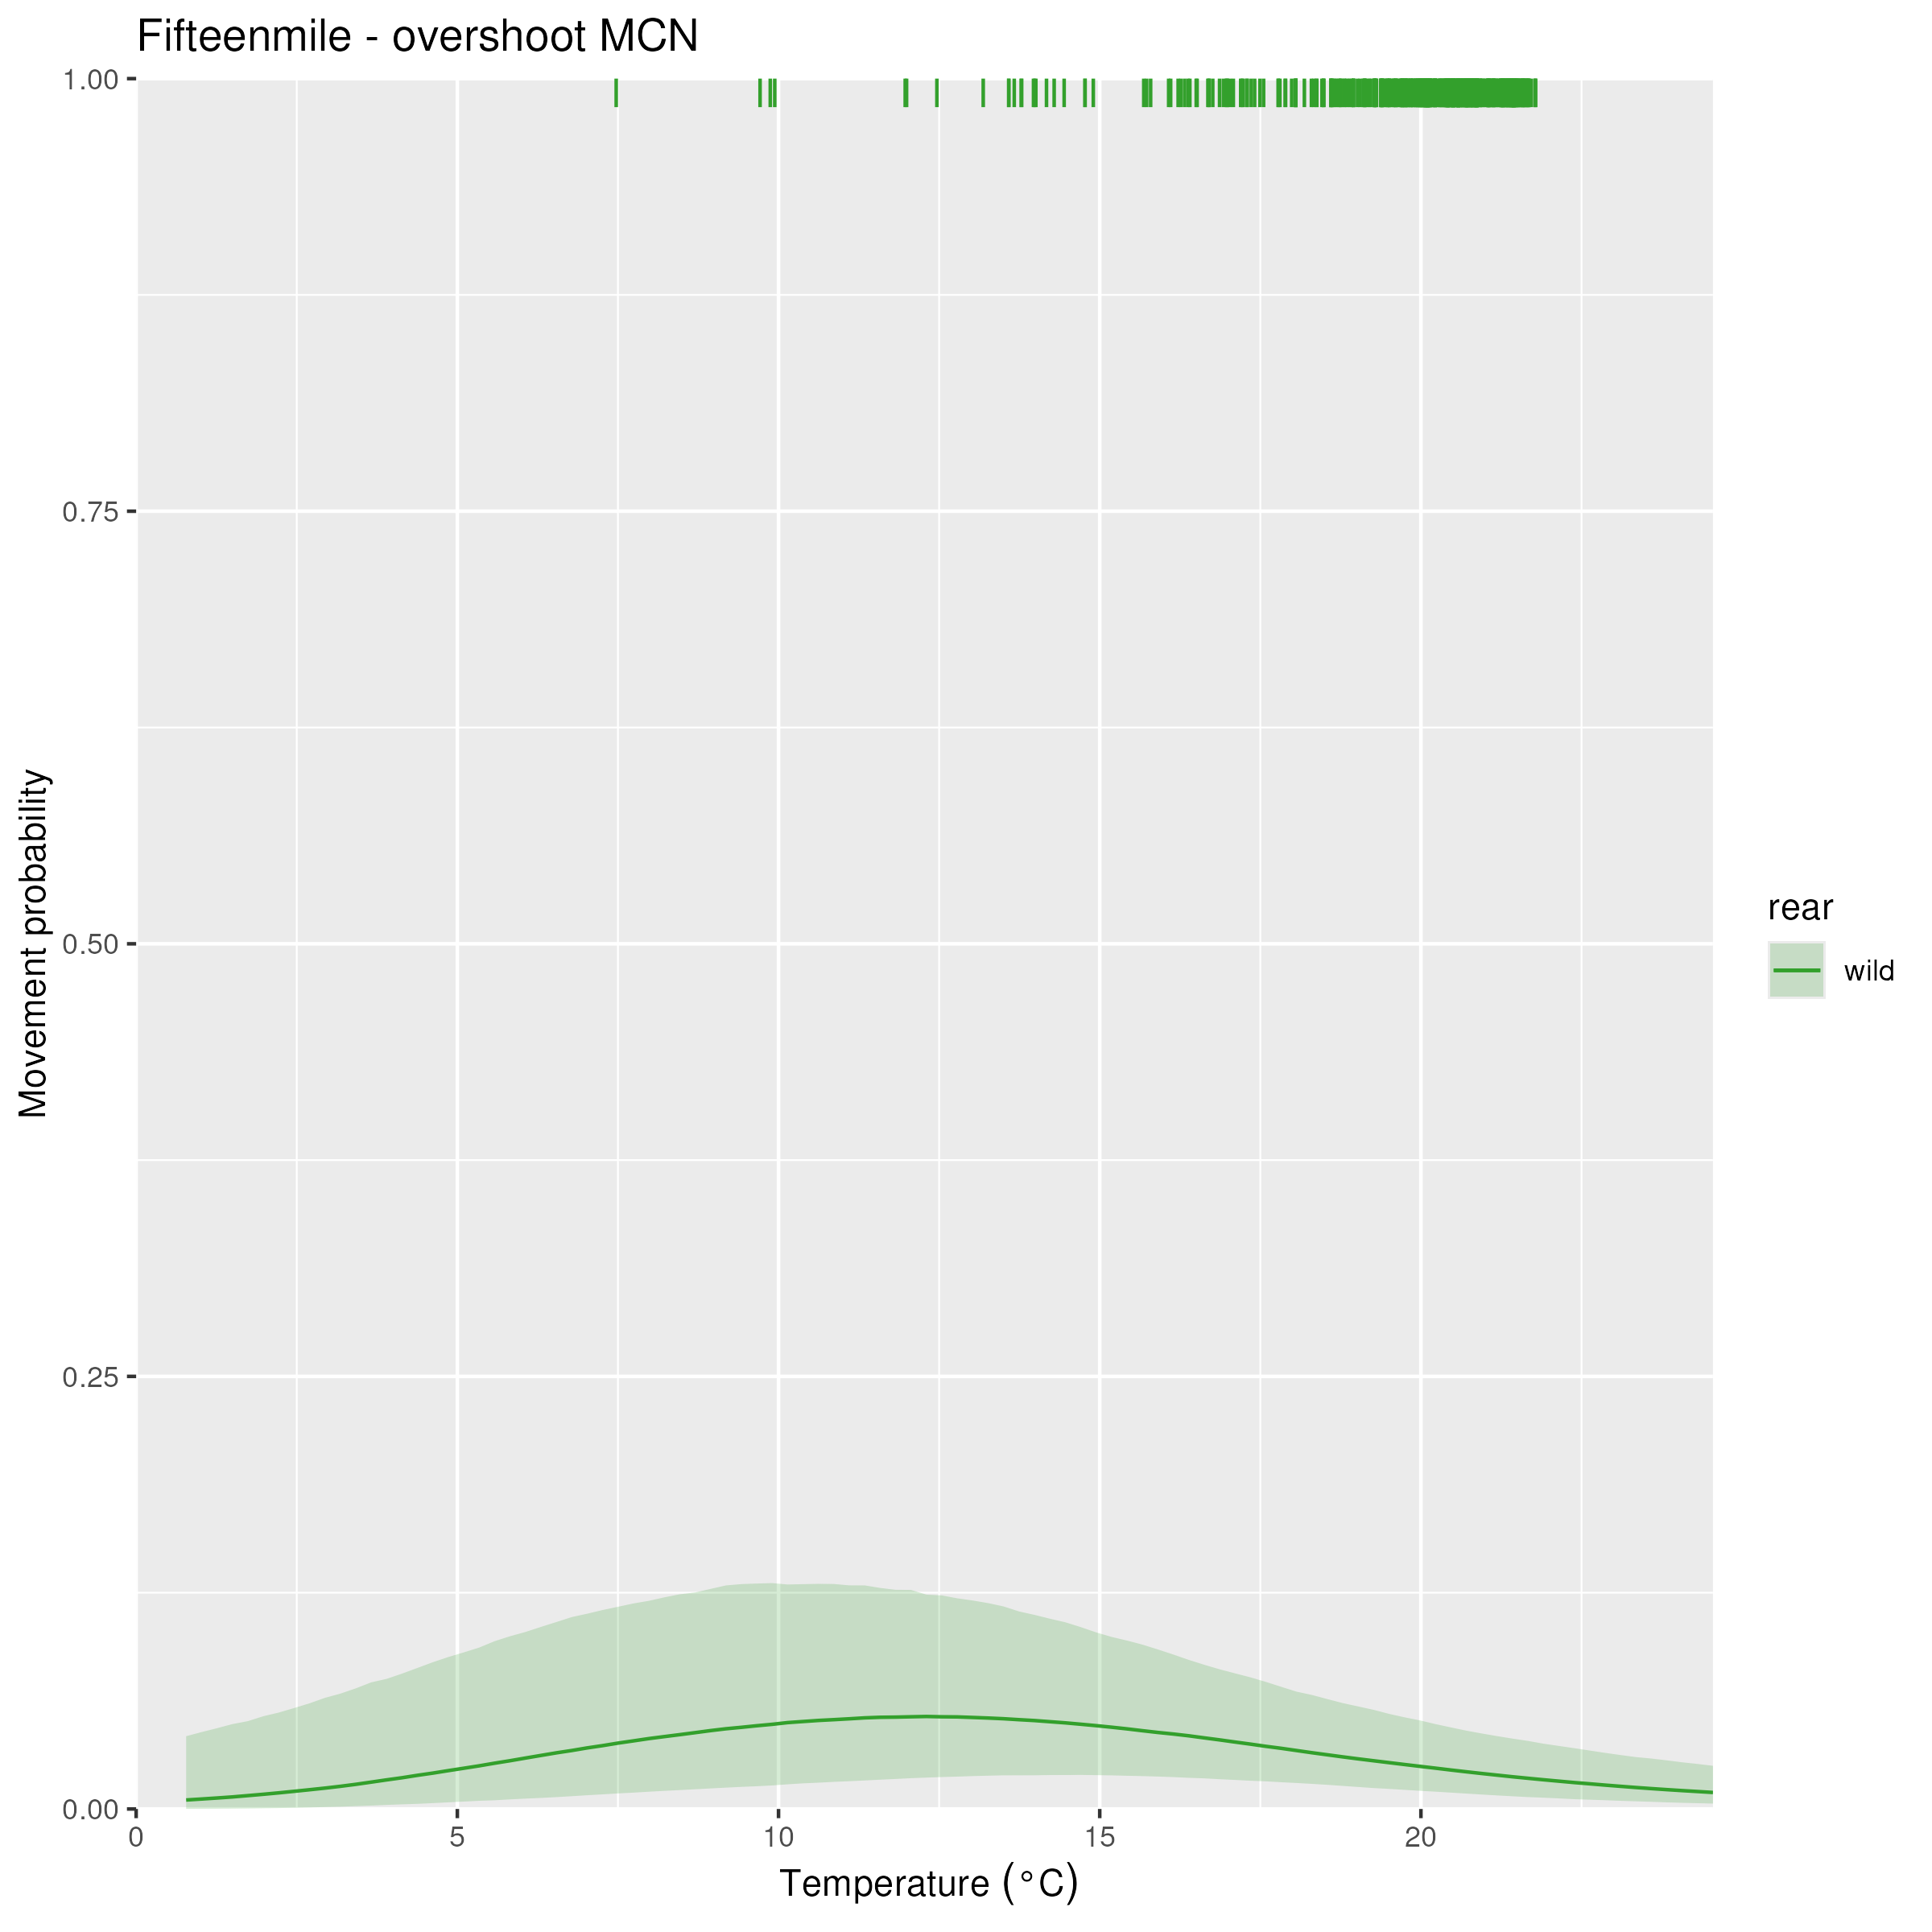 Fifteenmile - overshoot MCN
1.00
0.75
0.50
0.25
0.00
Movement probability
0 5 10 15 20
Temperature (°C)
rear
wild